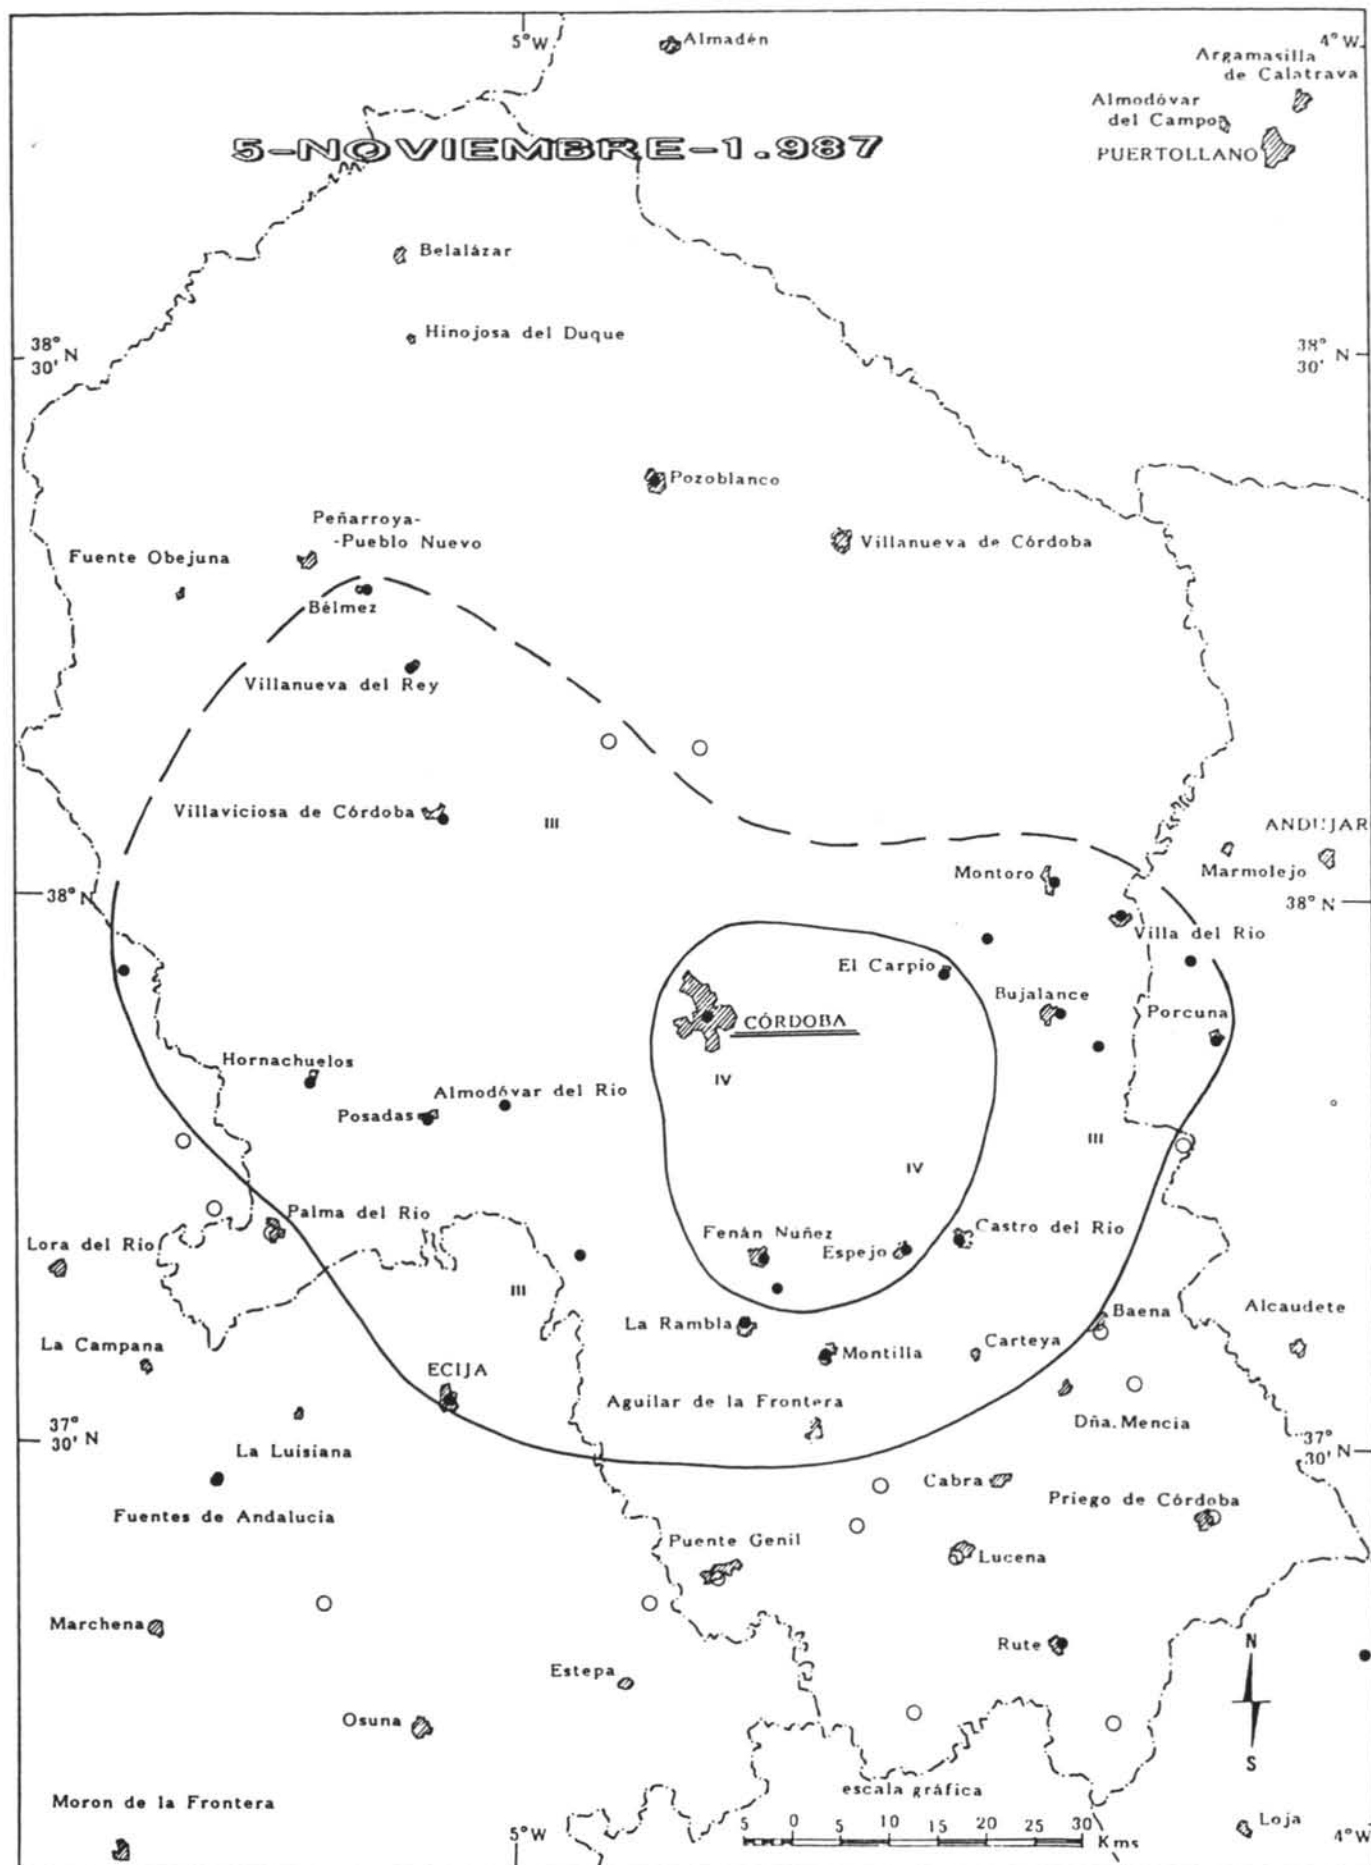 5°W
4°W
Almadén
Argamasilla
de Calatrava
Almodóvar
del Campo
PUERTOLLANO
5-NOVIEMBRE-1.987
Belalázar
Hinojosa del Duque
38°
30' N
38°
30' N
Pozoblanco
Peñarroya-
-Pueblo Nuevo
Villanueva de Córdoba
Fuente Obejuna
Bélmez
Villanueva del Rey
Villaviciosa de Córdoba
III
ANDUJAR
Marmolejo
Montoro
38° N
38° N
Villa del Río
El Carpio
Bujalance
Porcuna
CÓRDOBA
Hornachuelos
IV
Almodóvar del Río
Posadas
III
IV
Palma del Río
Fenán Nuñez
Castro del Río
Lora del Río
Espejo
III
La Rambla
Baena
Alcaudete
La Campana
Carteya
Montilla
ECIJA
Aguilar de la Frontera
Dña. Mencia
37°
30' N
37°
30' N
La Luisiana
Cabra
Priego de Córdoba
Fuentes de Andalucia
Puente Genil
Lucena
Marchena
Rute
N
Estepa
Osuna
S
escala gráfica
Moron de la Frontera
5 0 5 10 15 20 25 30
Kms
Loja
5°W
4°W